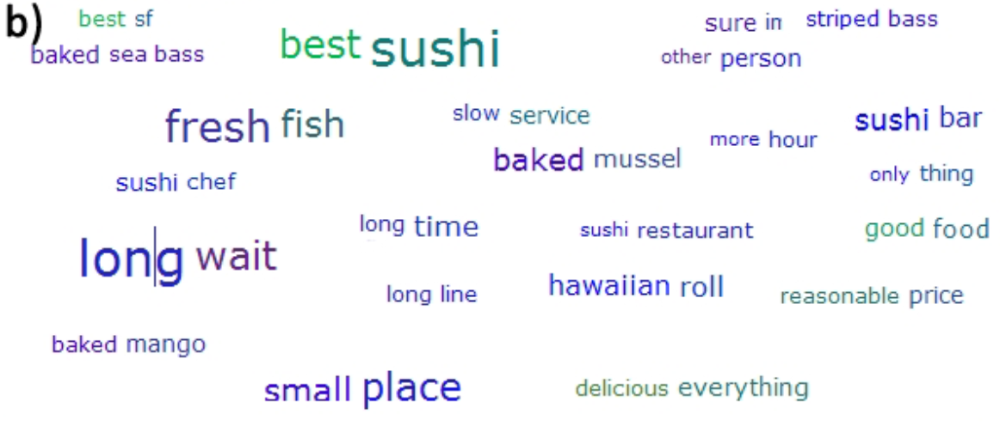 b) best sf
baked sea bass
best sushi
sure in striped bass
other person
fresh fish
slow service
sushi bar
more hour
baked mussel
sushi chef
only thing
long time
sushi restaurant
good food
long wait
long line
hawaiian roll
reasonable price
baked mango
small place
delicious everything